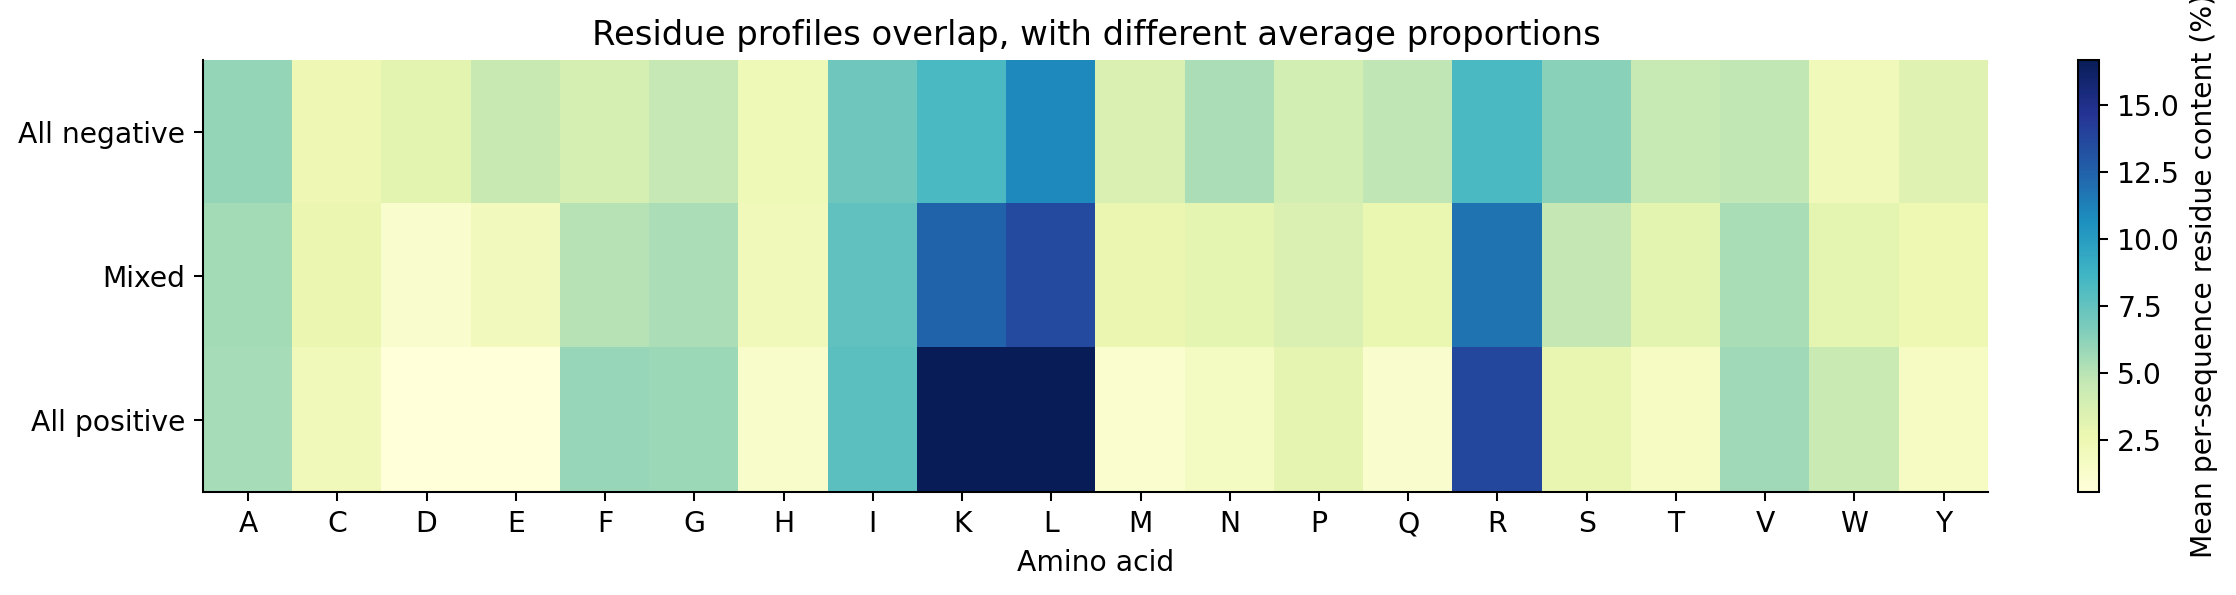 Residue profiles overlap, with different average proportions
All negative
Mixed
All positive
A C D E F G H I K L M N P Q R S T V W Y
Amino acid
15.0
12.5
10.0
7.5
5.0
2.5
Mean per-sequence residue content (%)